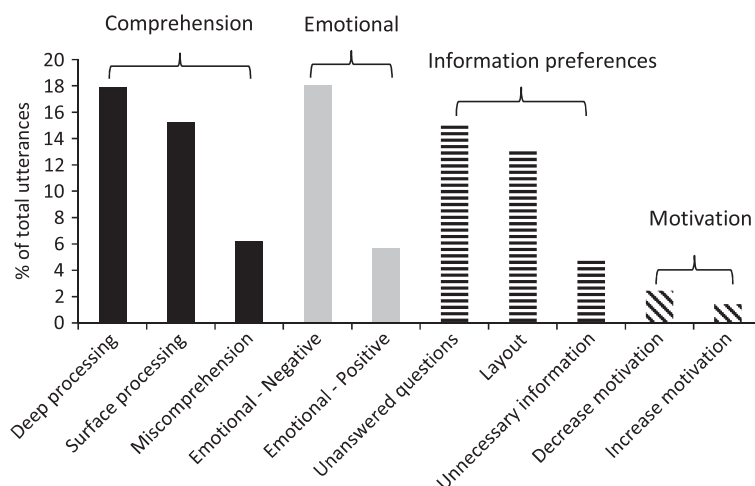 Comprehension
Emotional
Information preferences
Motivation
% of total utterances
20
18
16
14
12
10
8
6
4
2
0
Deep processing
Surface processing
Miscomprehension
Emotional - Negative
Emotional - Positive
Unanswered questions
Layout
Unnecessary information
Decrease motivation
Increase motivation